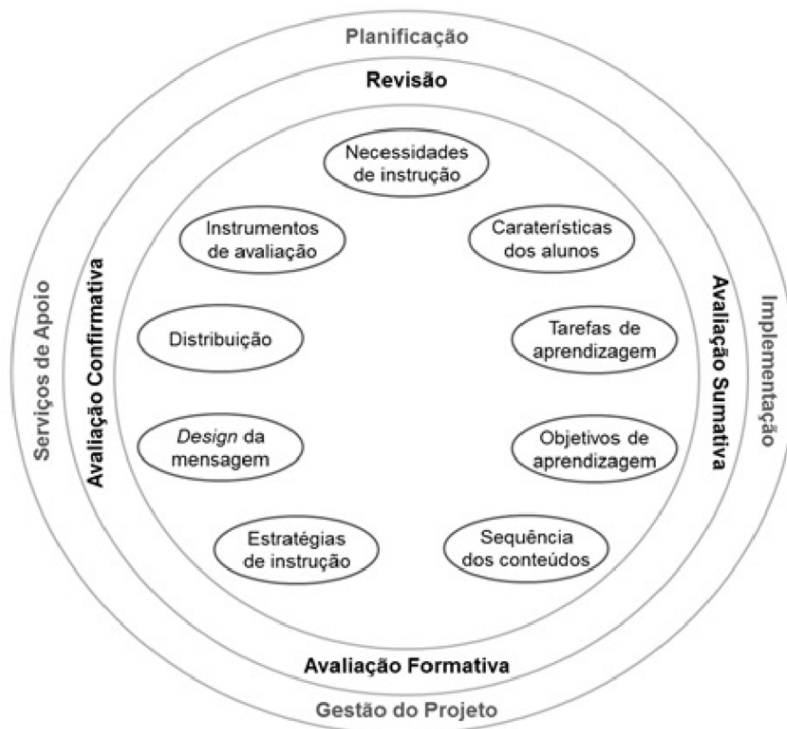 Planificação
Revisão
Necessidades
de instrução
Instrumentos
de avaliação
Caraterísticas
dos alunos
Distribuição
Tarefas de
aprendizagem
Design da
mensagem
Objetivos de
aprendizagem
Estratégias
de instrução
Sequência
dos conteúdos
Avaliação Formativa
Gestão do Projeto
Serviços de Apoio
Avaliação Confirmativa
Avaliação Sumativa
Implementação